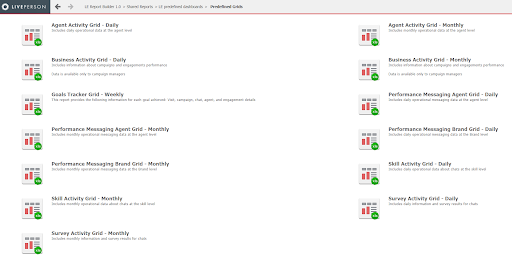 LIVEPERSON
LE Report Builder 1.0 > Shared Reports > LE predefined dashboards > Predefined Grids
Agent Activity Grid - Daily
Includes daily operational data at the agent level
Agent Activity Grid - Monthly
Includes monthly operational data at the agent level
Business Activity Grid - Daily
Includes information about campaigns and engagements performance
Data is available only to campaign managers
Business Activity Grid - Monthly
Includes information about campaigns and engagements performance
Data is available only to campaign managers
Goals Tracker Grid - Weekly
This report provides the following information for each goal achieved: visit, campaign, chat, agent, and engagement details
Performance Messaging Agent Grid - Daily
Includes daily operational messaging data at the agent level
Performance Messaging Agent Grid - Monthly
Includes monthly operational messaging data at the agent level
Performance Messaging Brand Grid - Daily
Includes daily operational messaging data at the brand level
Performance Messaging Brand Grid - Monthly
Includes monthly operational messaging data at the brand level
Skill Activity Grid - Daily
Includes daily operational data about chats at the skill level
Skill Activity Grid - Monthly
Includes monthly operational data about chats at the skill level
Survey Activity Grid - Daily
Includes daily information and survey results for chats
Survey Activity Grid - Monthly
Includes monthly information and survey results for chats